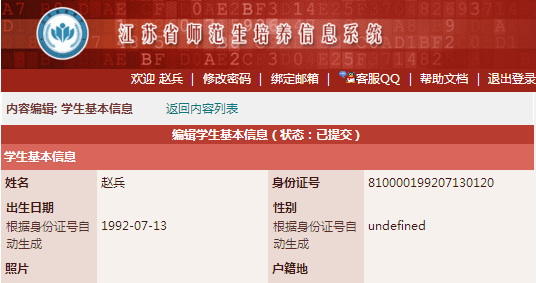 江苏省师范生培养信息系统
欢迎 赵兵 | 修改密码 | 绑定邮箱 | 客服QQ | 帮助文档 | 退出登录
内容编辑: 学生基本信息 返回内容列表
编辑学生基本信息 ( 状态 : 已提交 )
学生基本信息
姓名 赵兵 身份证号 810000199207130120
出生日期
根据身份证号自动生成 1992-07-13
性别
根据身份证号自动生成 undefined
照片 户籍地